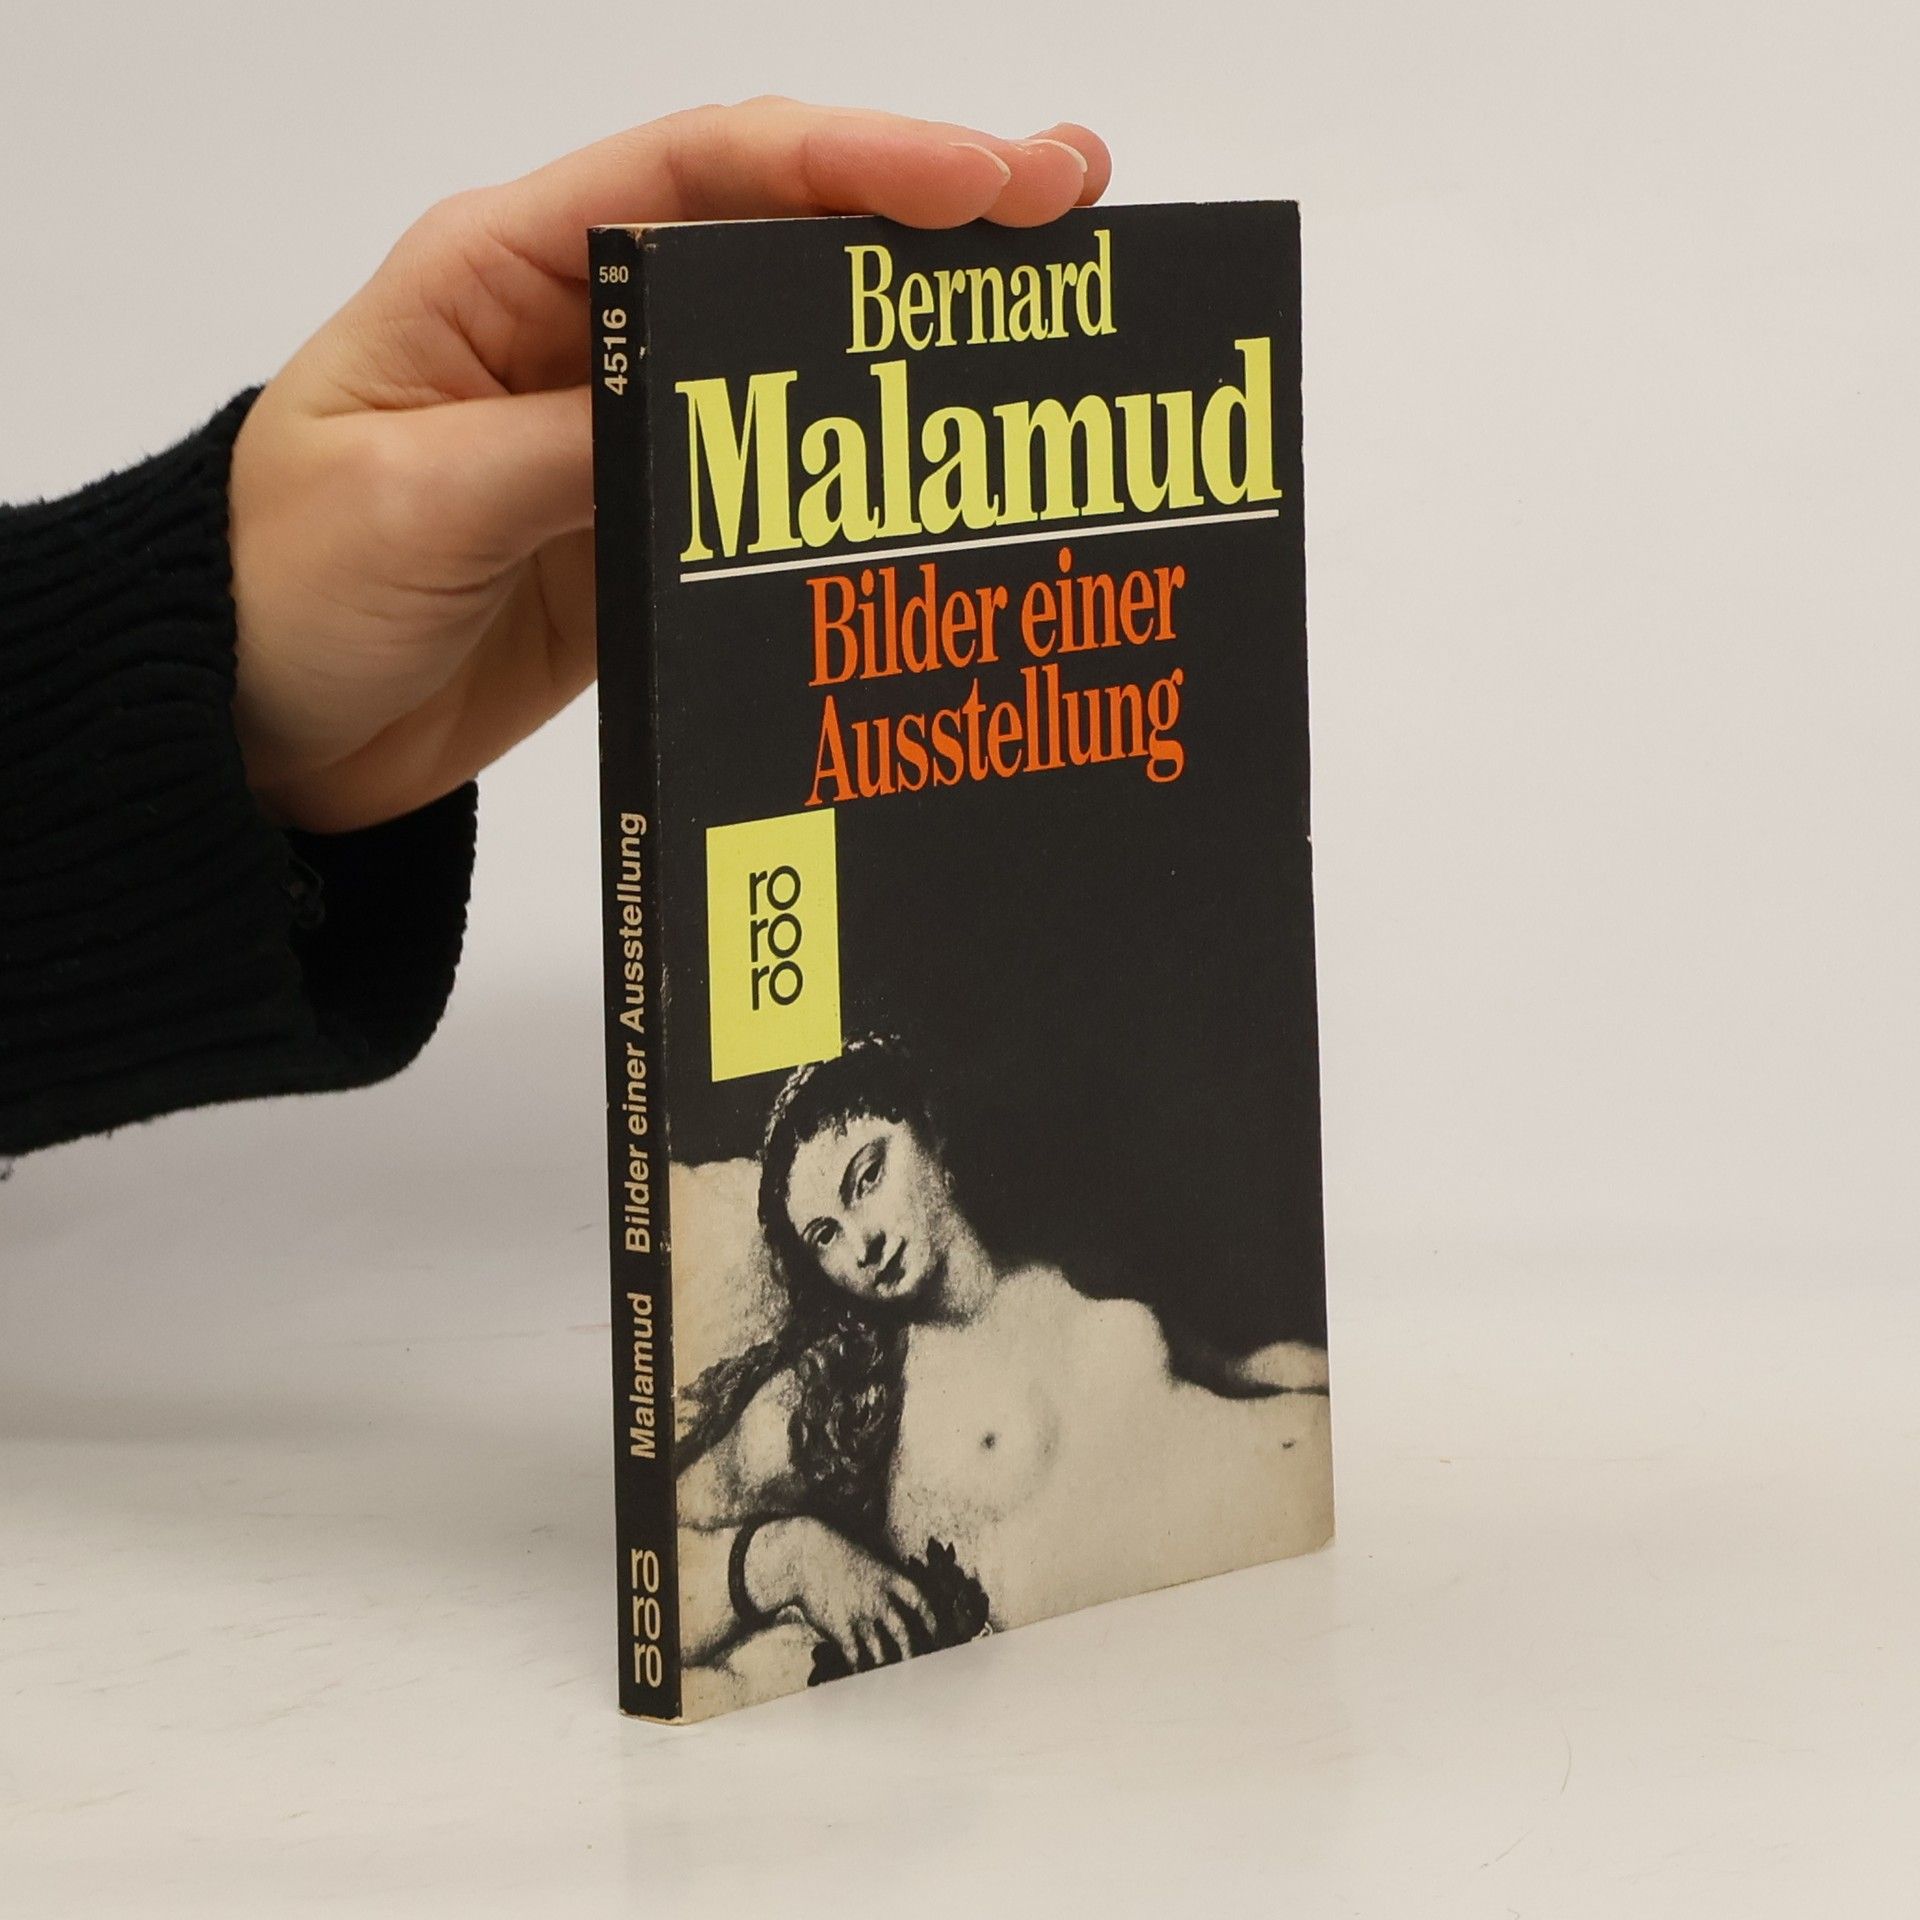 Bernard
Malamud
Bilder einer
Ausstellung
ro
ro
ro
580
4516
Malamud Bilder einer Ausstellung
ro
ro
ro